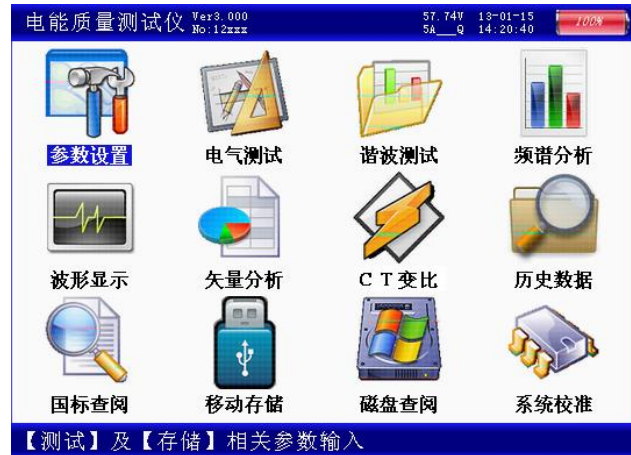 电能质量测试仪 Ver3.000 No:12xxx 57.74V 5A__Q 13-01-15 14:20:40 100%
参数设置 电气测试 谐波测试 频谱分析
波形显示 矢量分析 CT变比 历史数据
国标查阅 移动存储 磁盘查阅 系统校准
【测试】及【存储】相关参数输入